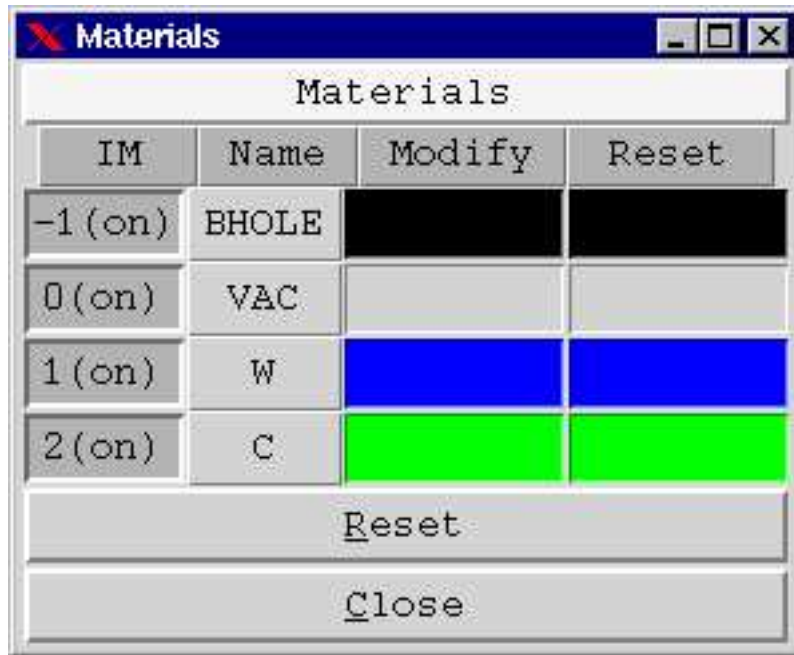 Materials
Materials
IM Name Modify Reset
-1(on) BHOLE
0(on) VAC
1(on) W
2(on) C
Reset
Close